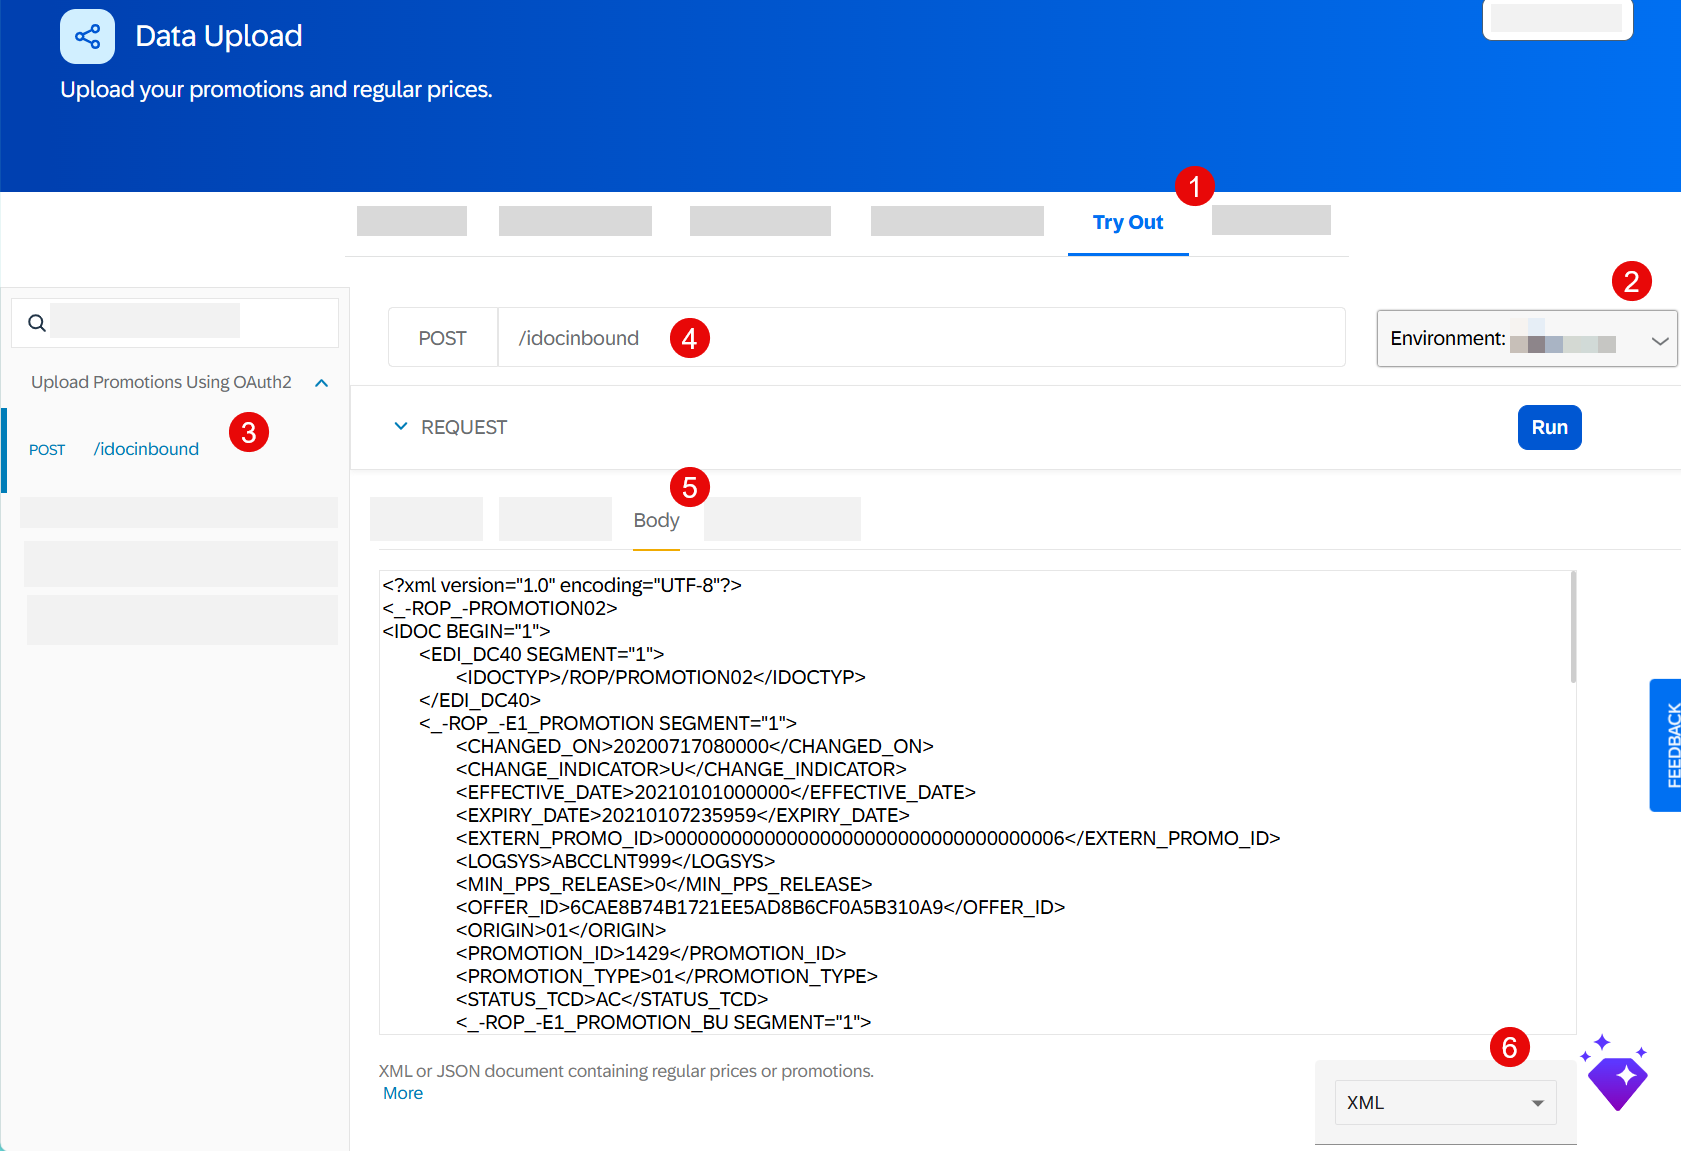 Data Upload
Upload your promotions and regular prices.
1
Try Out
2
POST
/idocinbound
4
Environment:
Upload Promotions Using OAuth2
3
POST
/idocinbound
REQUEST
Run
5
Body
<?xml version="1.0" encoding="UTF-8"?>
<_-ROP_-PROMOTION02>
<IDOC BEGIN="1">
<EDI_DC40 SEGMENT="1">
<IDOCTYP>/ROP/PROMOTION02</IDOCTYP>
</EDI_DC40>
<_-ROP_-E1_PROMOTION SEGMENT="1">
<CHANGED_ON>20200717080000</CHANGED_ON>
<CHANGE_INDICATOR>U</CHANGE_INDICATOR>
<EFFECTIVE_DATE>20210101000000</EFFECTIVE_DATE>
<EXPIRY_DATE>20210107235959</EXPIRY_DATE>
<EXTERN_PROMO_ID>000000000000000000000000000000000006</EXTERN_PROMO_ID>
<LOGSYS>ABCCLNT999</LOGSYS>
<MIN_PPS_RELEASE>0</MIN_PPS_RELEASE>
<OFFER_ID>6CAE8B74B1721EE5AD8B6CF0A5B310A9</OFFER_ID>
<ORIGIN>01</ORIGIN>
<PROMOTION_ID>1429</PROMOTION_ID>
<PROMOTION_TYPE>01</PROMOTION_TYPE>
<STATUS_TCD>AC</STATUS_TCD>
<_-ROP_-E1_PROMOTION_BU SEGMENT="1">
FEEDBACK
XML or JSON document containing regular prices or promotions.
More
6
XML